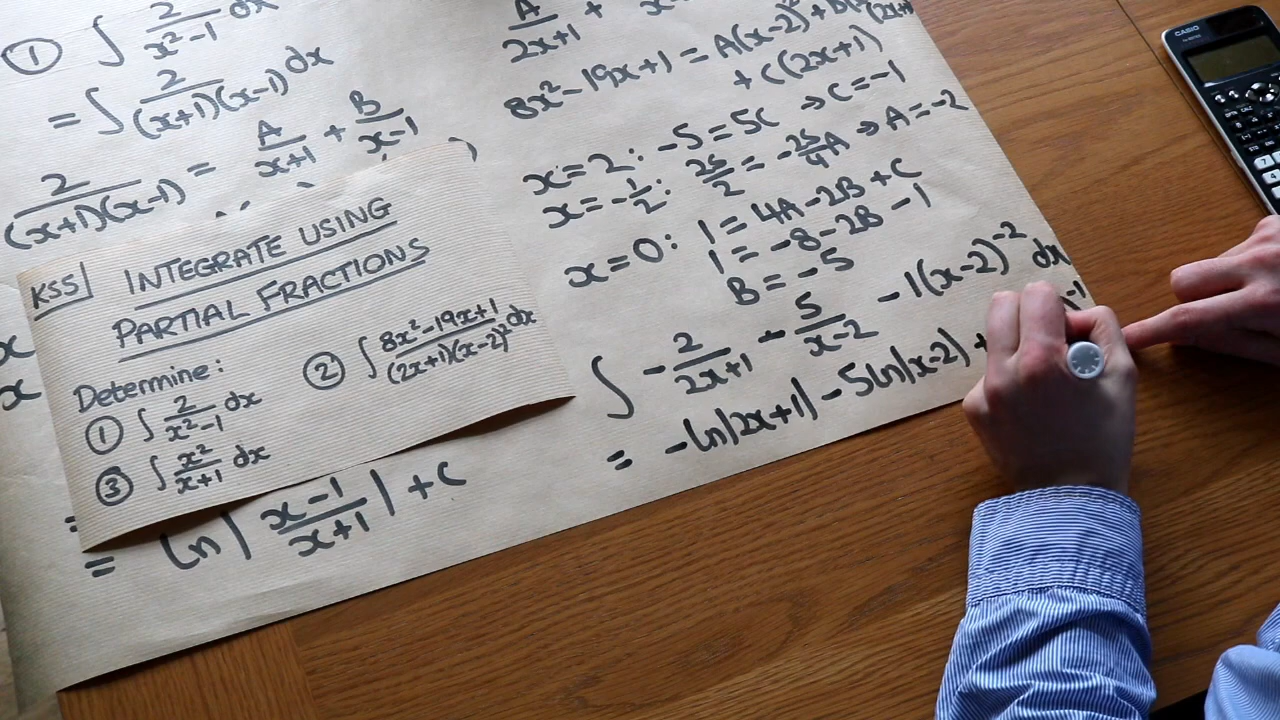 ① ∫ 2/(x²-1) dx
= ∫ 2/((x+1)(x-1)) dx
2/((x+1)(x-1)) = A/(x+1) + B/(x-1)
KS5 INTEGRATE USING
PARTIAL FRACTIONS
Determine:
① ∫ 2/(x²-1) dx
② ∫ (8x²-19x+1)/((2x+1)(x-2)²) dx
③ ∫ x²/(x+1) dx
= ln|(x-1)/(x+1)| + C
A/(2x+1) +
8x²-19x+1 = A(x-2)² +
+ C(2x+1)
x=2: -5=5C → C=-1
x=-1/2: 25/2 = -25/4A → A=-2
x=0: 1=4A-2B+C
1=-8-2B-1
B=-5
∫ -2/(2x+1) - 5/(x-2) -1(x-2)⁻² dx
= -ln|2x+1| - 5ln|x-2| +
CASIO